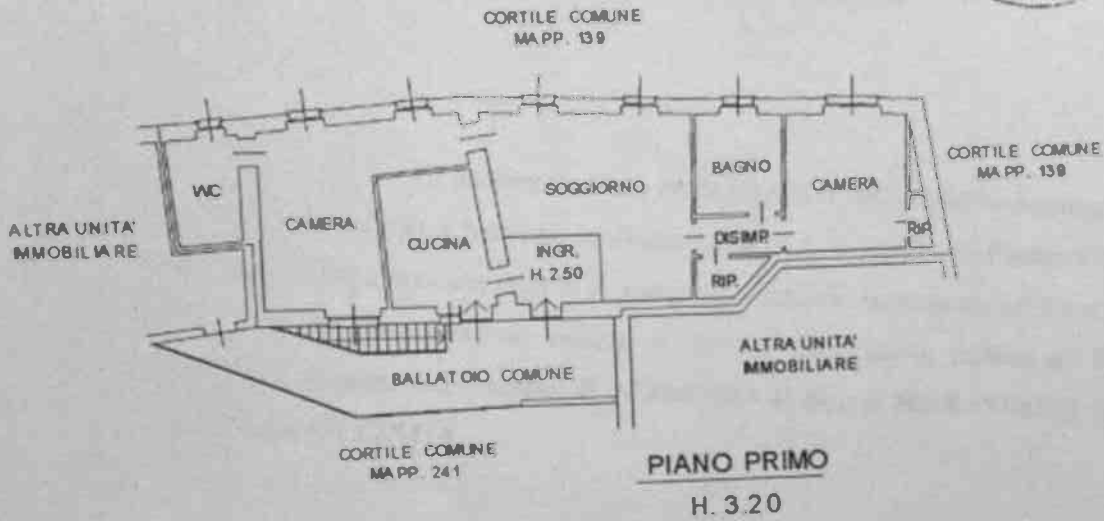 CORTILE COMUNE
MAPP. 139
CORTILE COMUNE
MAPP. 139
BAGNO
WC
SOGGIORNO
CAMERA
CAMERA
ALTRA UNITA'
IMMOBILIARE
CUCINA
INGR.
H. 2.50
DISIMP.
RIP.
RIP.
ALTRA UNITA'
IMMOBILIARE
BALLATOIO COMUNE
CORTILE COMUNE
MAPP. 241
PIANO PRIMO
H. 3.20